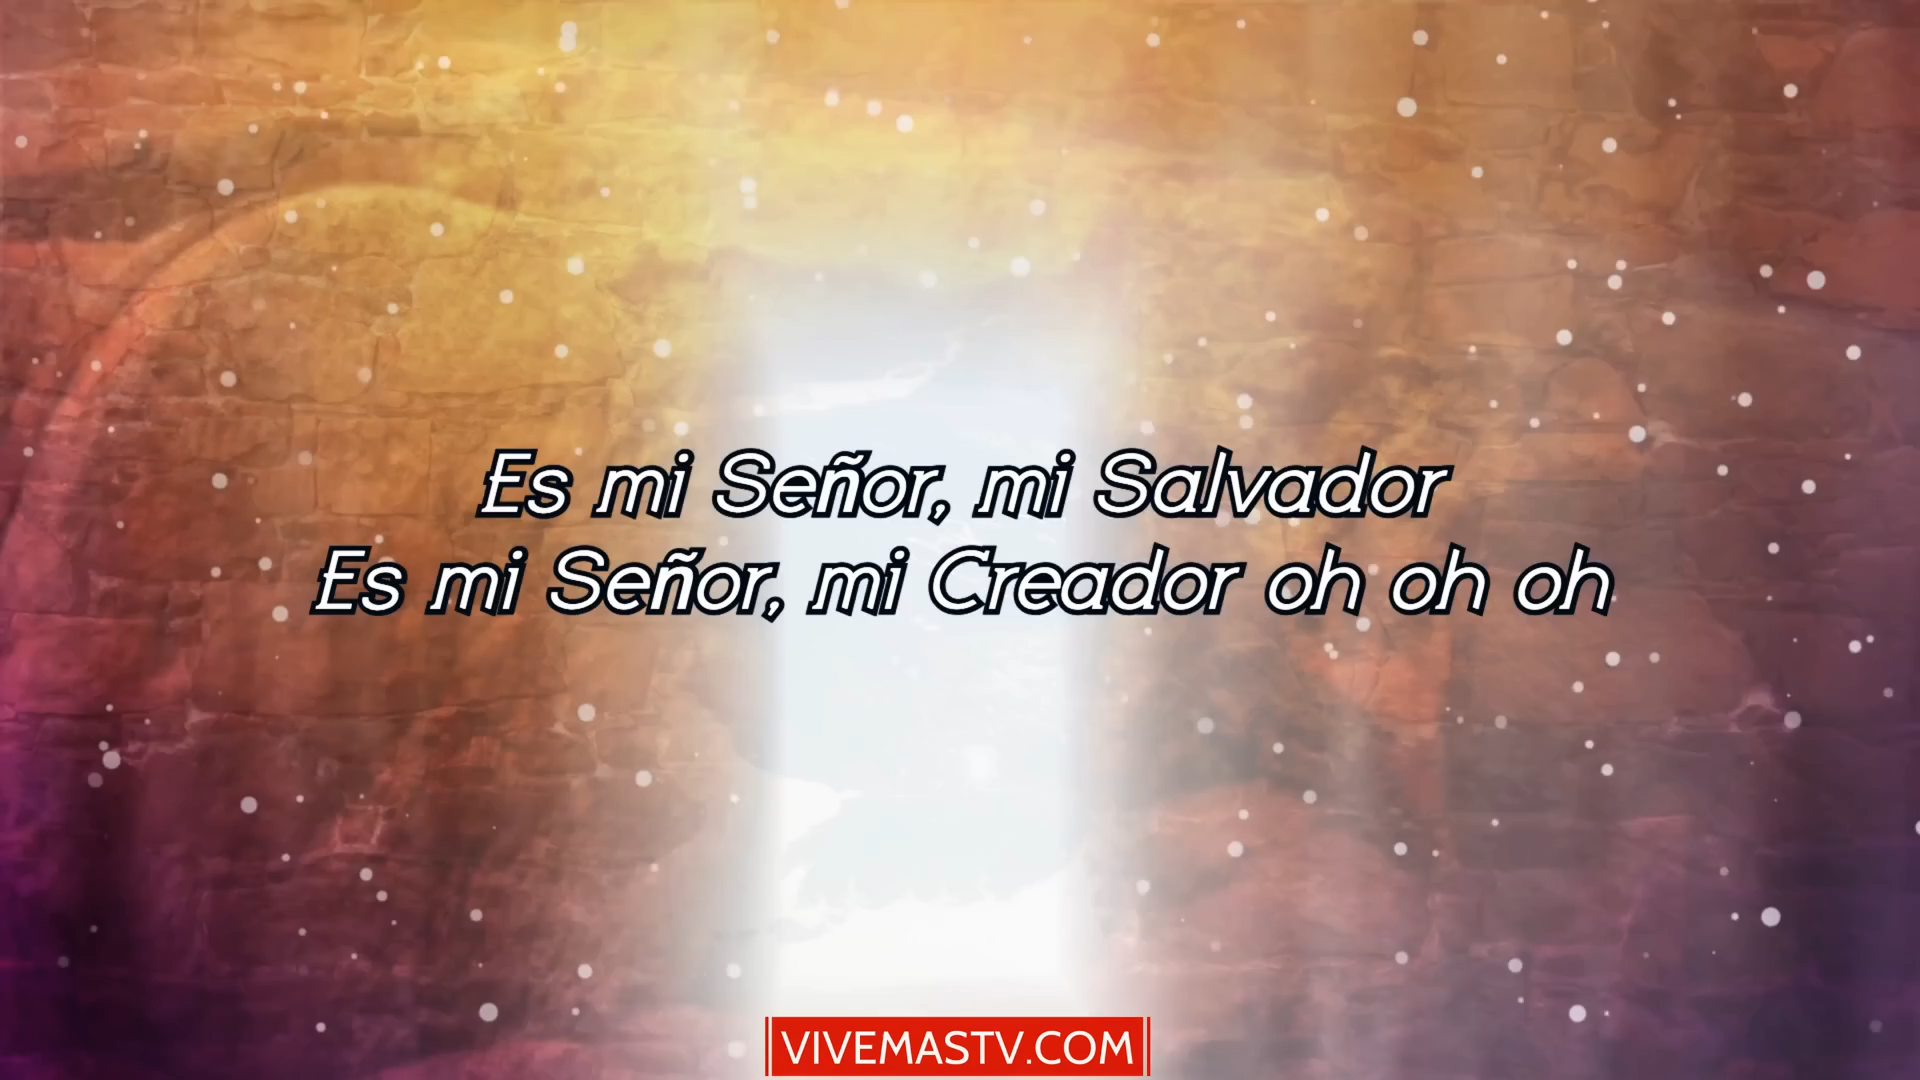 Es mi Señor, mi Salvador
Es mi Señor, mi Creador oh oh oh
VIVEMASTV.COM